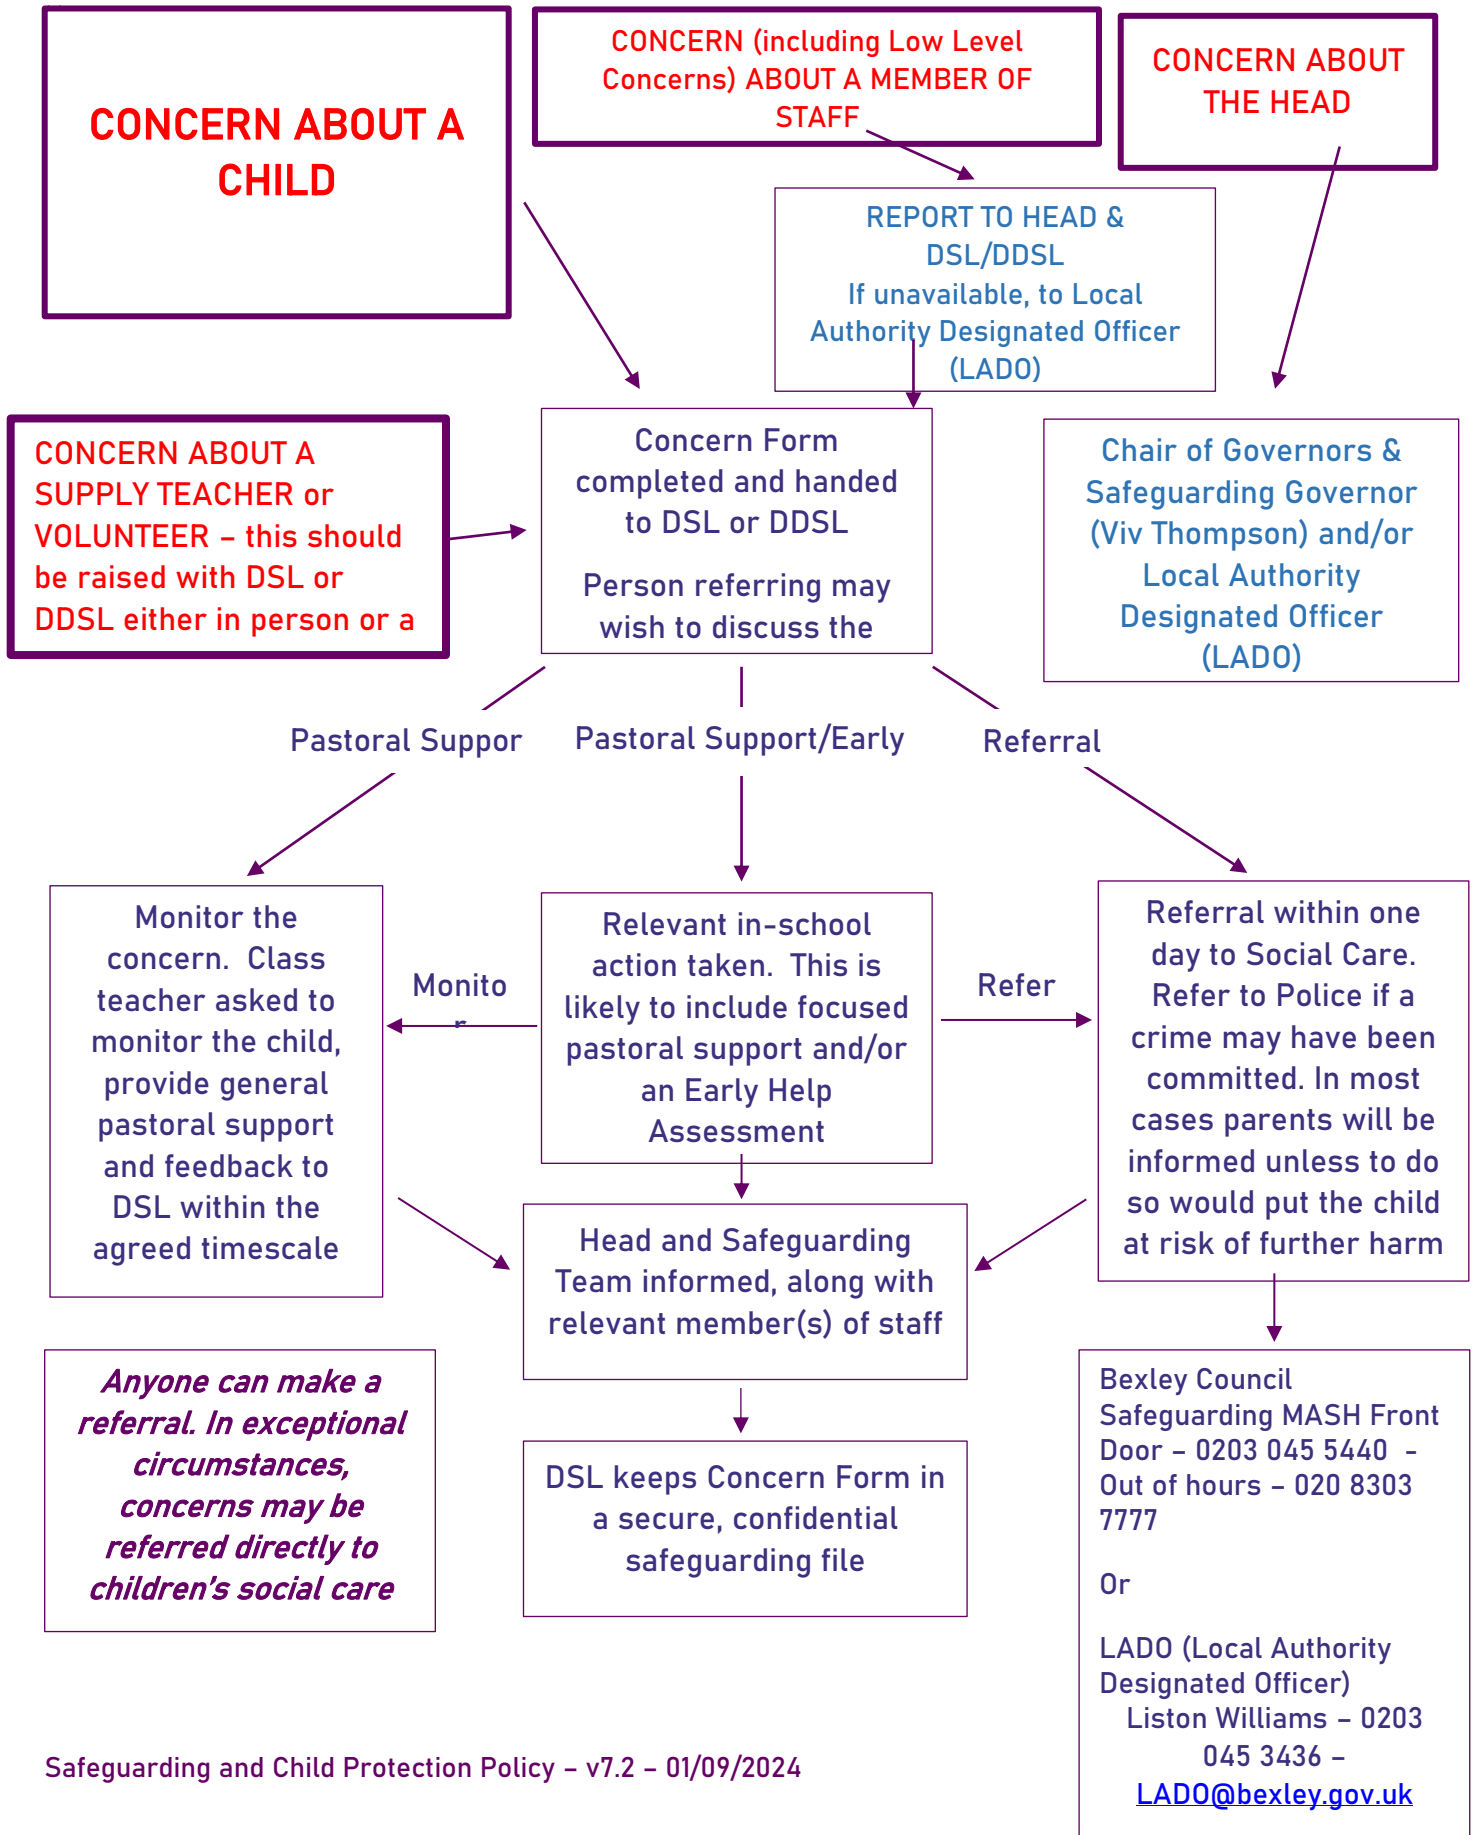 CONCERN ABOUT A
CHILD
CONCERN (including Low Level
Concerns) ABOUT A MEMBER OF
STAFF
CONCERN ABOUT
THE HEAD
REPORT TO HEAD &
DSL/DDSL
If unavailable, to Local
Authority Designated Officer
(LADO)
CONCERN ABOUT A
SUPPLY TEACHER or
VOLUNTEER – this should
be raised with DSL or
DDSL either in person or a
Concern Form
completed and handed
to DSL or DDSL
Person referring may
wish to discuss the
Chair of Governors &
Safeguarding Governor
(Viv Thompson) and/or
Local Authority
Designated Officer
(LADO)
Pastoral Suppor
Pastoral Support/Early
Referral
Monitor the
concern.  Class
teacher asked to
monitor the child,
provide general
pastoral support
and feedback to
DSL within the
agreed timescale
Monito
r
Relevant in-school
action taken.  This is
likely to include focused
pastoral support and/or
an Early Help
Assessment
Refer
Referral within one
day to Social Care.
Refer to Police if a
crime may have been
committed. In most
cases parents will be
informed unless to do
so would put the child
at risk of further harm
Head and Safeguarding
Team informed, along with
relevant member(s) of staff
Anyone can make a
referral. In exceptional
circumstances,
concerns may be
referred directly to
children's social care
DSL keeps Concern Form in
a secure, confidential
safeguarding file
Bexley Council
Safeguarding MASH Front
Door – 0203 045 5440  -
Out of hours – 020 8303
7777
Or
LADO (Local Authority
Designated Officer)
Liston Williams – 0203
045 3436 –
LADO@bexley.gov.uk
Safeguarding and Child Protection Policy – v7.2 – 01/09/2024